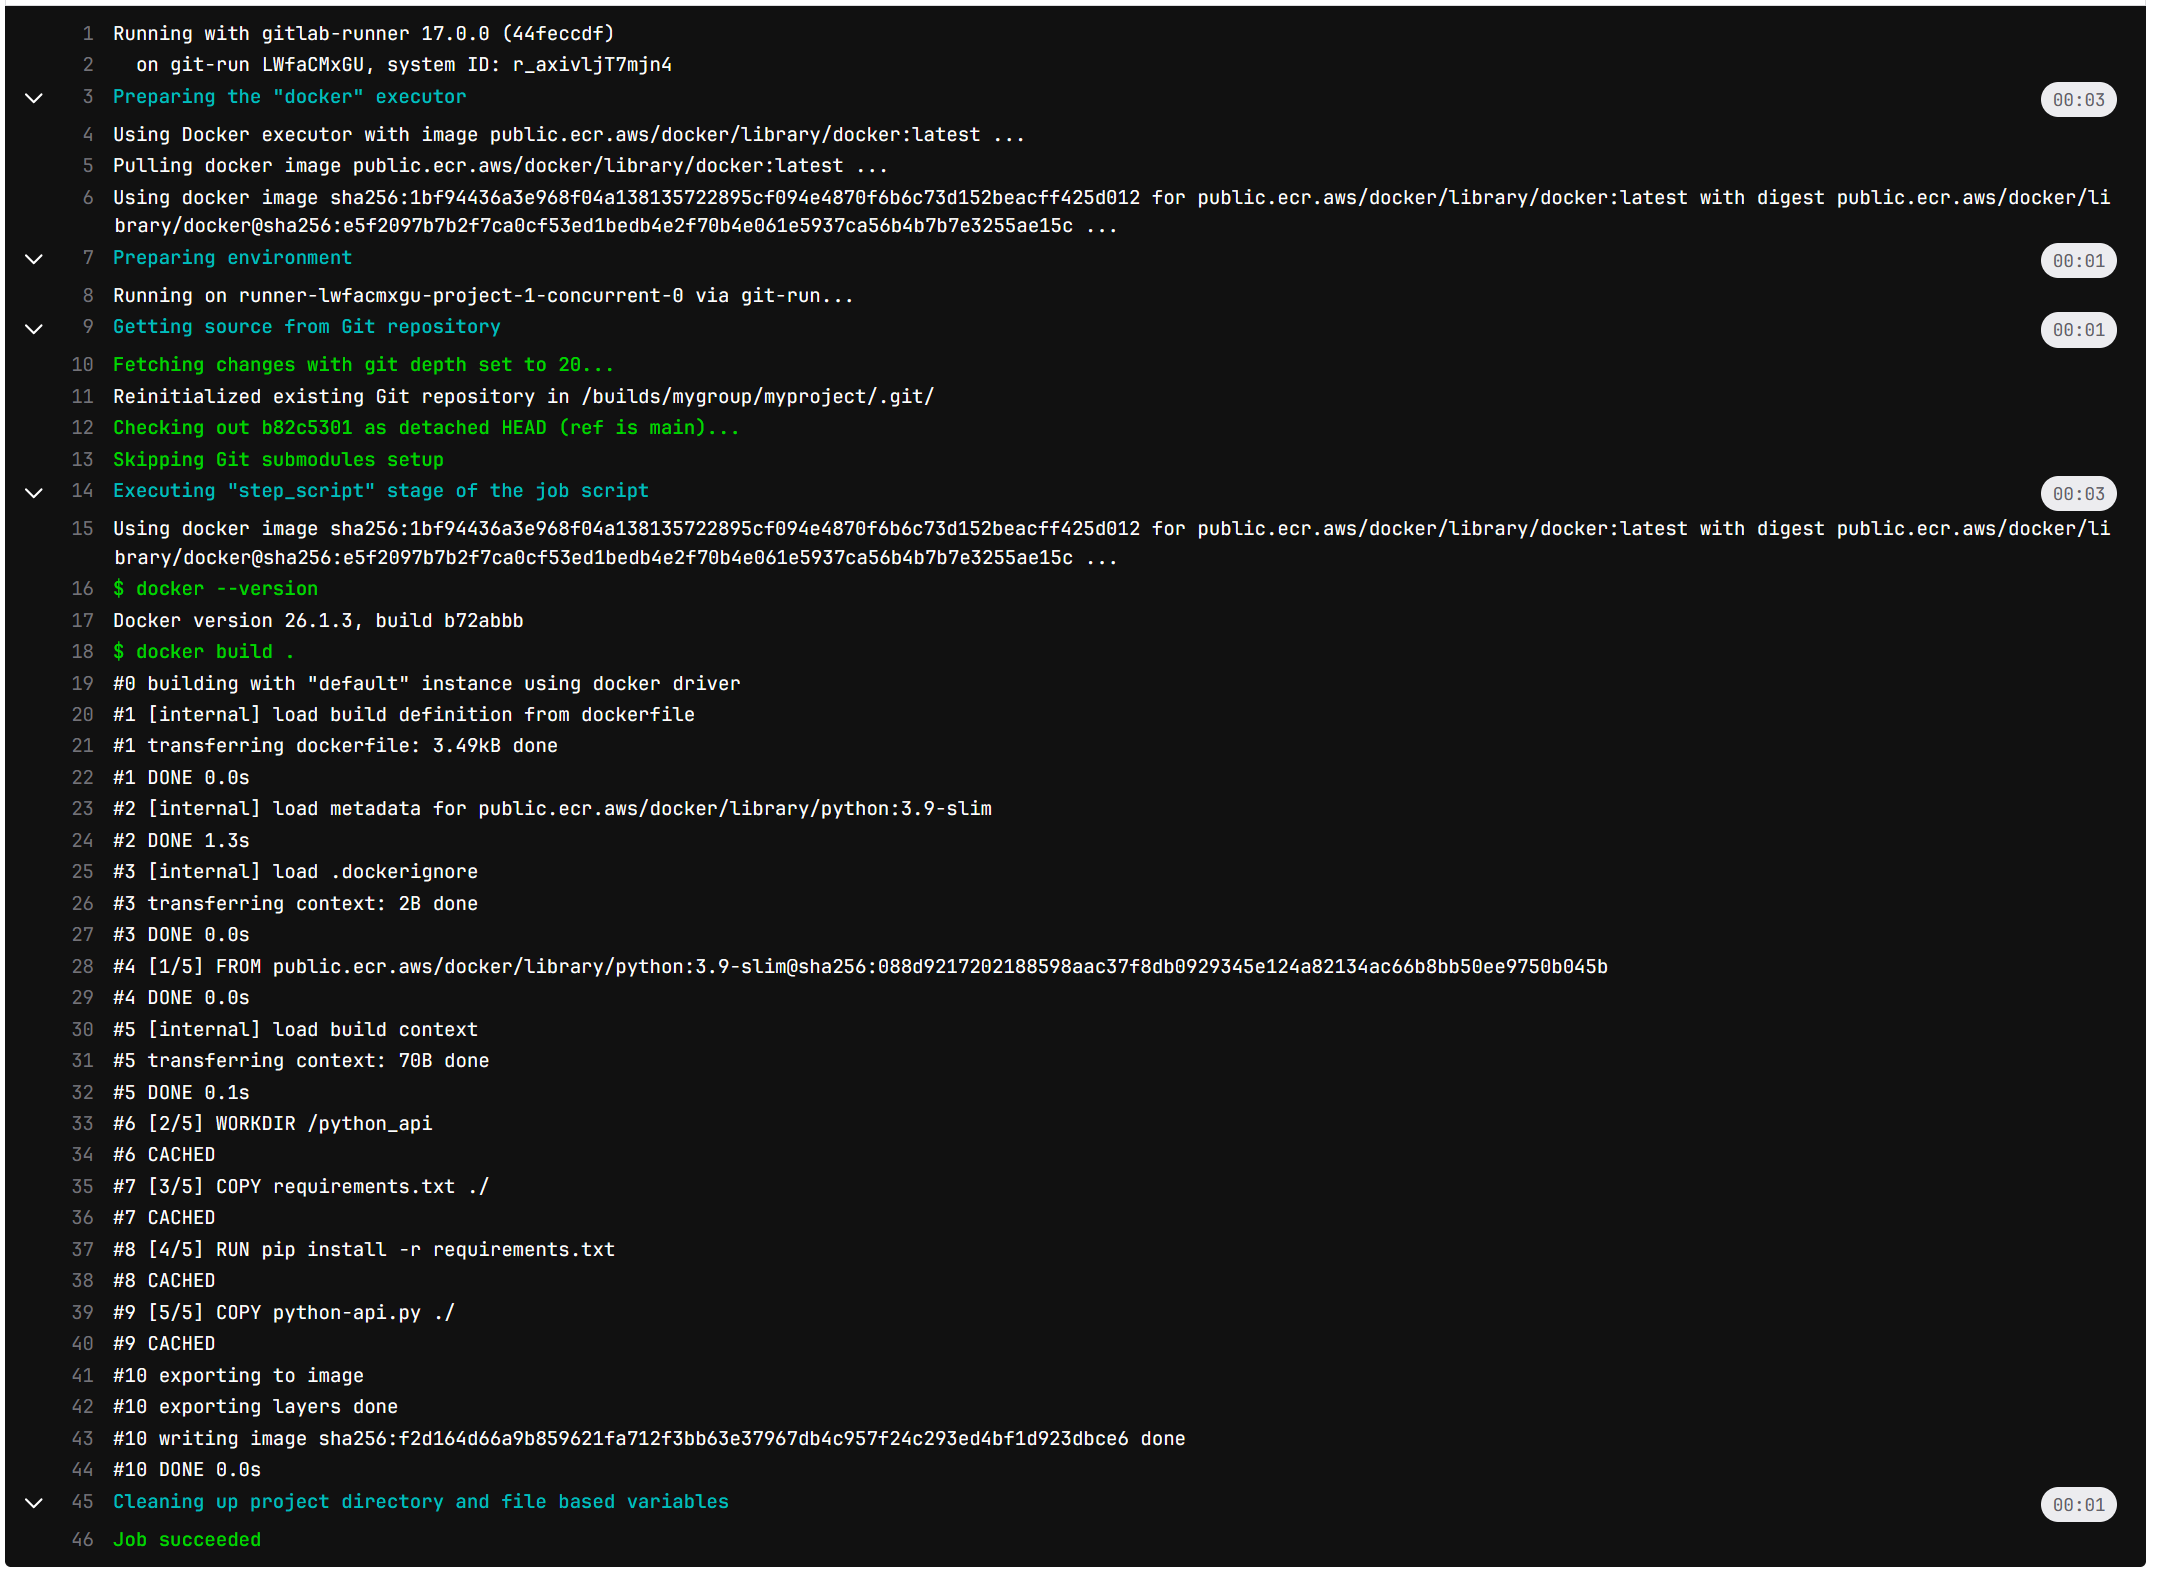 1 Running with gitlab-runner 17.0.0 (44feccdf)
2 on git-run LWfaCMxGU, system ID: r_axivljT7mjn4
3 Preparing the "docker" executor 00:03
4 Using Docker executor with image public.ecr.aws/docker/library/docker:latest ...
5 Pulling docker image public.ecr.aws/docker/library/docker:latest ...
6 Using docker image sha256:1bf94436a3e968f04a138135722895cf094e4870f6b6c73d152beacff425d012 for public.ecr.aws/docker/library/docker:latest with digest public.ecr.aws/docker/li
brary/docker@sha256:e5f2097b7b2f7ca0cf53ed1bedb4e2f70b4e061e5937ca56b4b7b7e3255ae15c ...
7 Preparing environment 00:01
8 Running on runner-lwfacmxgu-project-1-concurrent-0 via git-run...
9 Getting source from Git repository 00:01
10 Fetching changes with git depth set to 20...
11 Reinitialized existing Git repository in /builds/mygroup/myproject/.git/
12 Checking out b82c5301 as detached HEAD (ref is main)...
13 Skipping Git submodules setup
14 Executing "step_script" stage of the job script 00:03
15 Using docker image sha256:1bf94436a3e968f04a138135722895cf094e4870f6b6c73d152beacff425d012 for public.ecr.aws/docker/library/docker:latest with digest public.ecr.aws/docker/li
brary/docker@sha256:e5f2097b7b2f7ca0cf53ed1bedb4e2f70b4e061e5937ca56b4b7b7e3255ae15c ...
16 $ docker --version
17 Docker version 26.1.3, build b72abbb
18 $ docker build .
19 #0 building with "default" instance using docker driver
20 #1 [internal] load build definition from dockerfile
21 #1 transferring dockerfile: 3.49kB done
22 #1 DONE 0.0s
23 #2 [internal] load metadata for public.ecr.aws/docker/library/python:3.9-slim
24 #2 DONE 1.3s
25 #3 [internal] load .dockerignore
26 #3 transferring context: 2B done
27 #3 DONE 0.0s
28 #4 [1/5] FROM public.ecr.aws/docker/library/python:3.9-slim@sha256:088d9217202188598aac37f8db0929345e124a82134ac66b8bb50ee9750b045b
29 #4 DONE 0.0s
30 #5 [internal] load build context
31 #5 transferring context: 70B done
32 #5 DONE 0.1s
33 #6 [2/5] WORKDIR /python_api
34 #6 CACHED
35 #7 [3/5] COPY requirements.txt ./
36 #7 CACHED
37 #8 [4/5] RUN pip install -r requirements.txt
38 #8 CACHED
39 #9 [5/5] COPY python-api.py ./
40 #9 CACHED
41 #10 exporting to image
42 #10 exporting layers done
43 #10 writing image sha256:f2d164d66a9b859621fa712f3bb63e37967db4c957f24c293ed4bf1d923dbce6 done
44 #10 DONE 0.0s
45 Cleaning up project directory and file based variables 00:01
46 Job succeeded